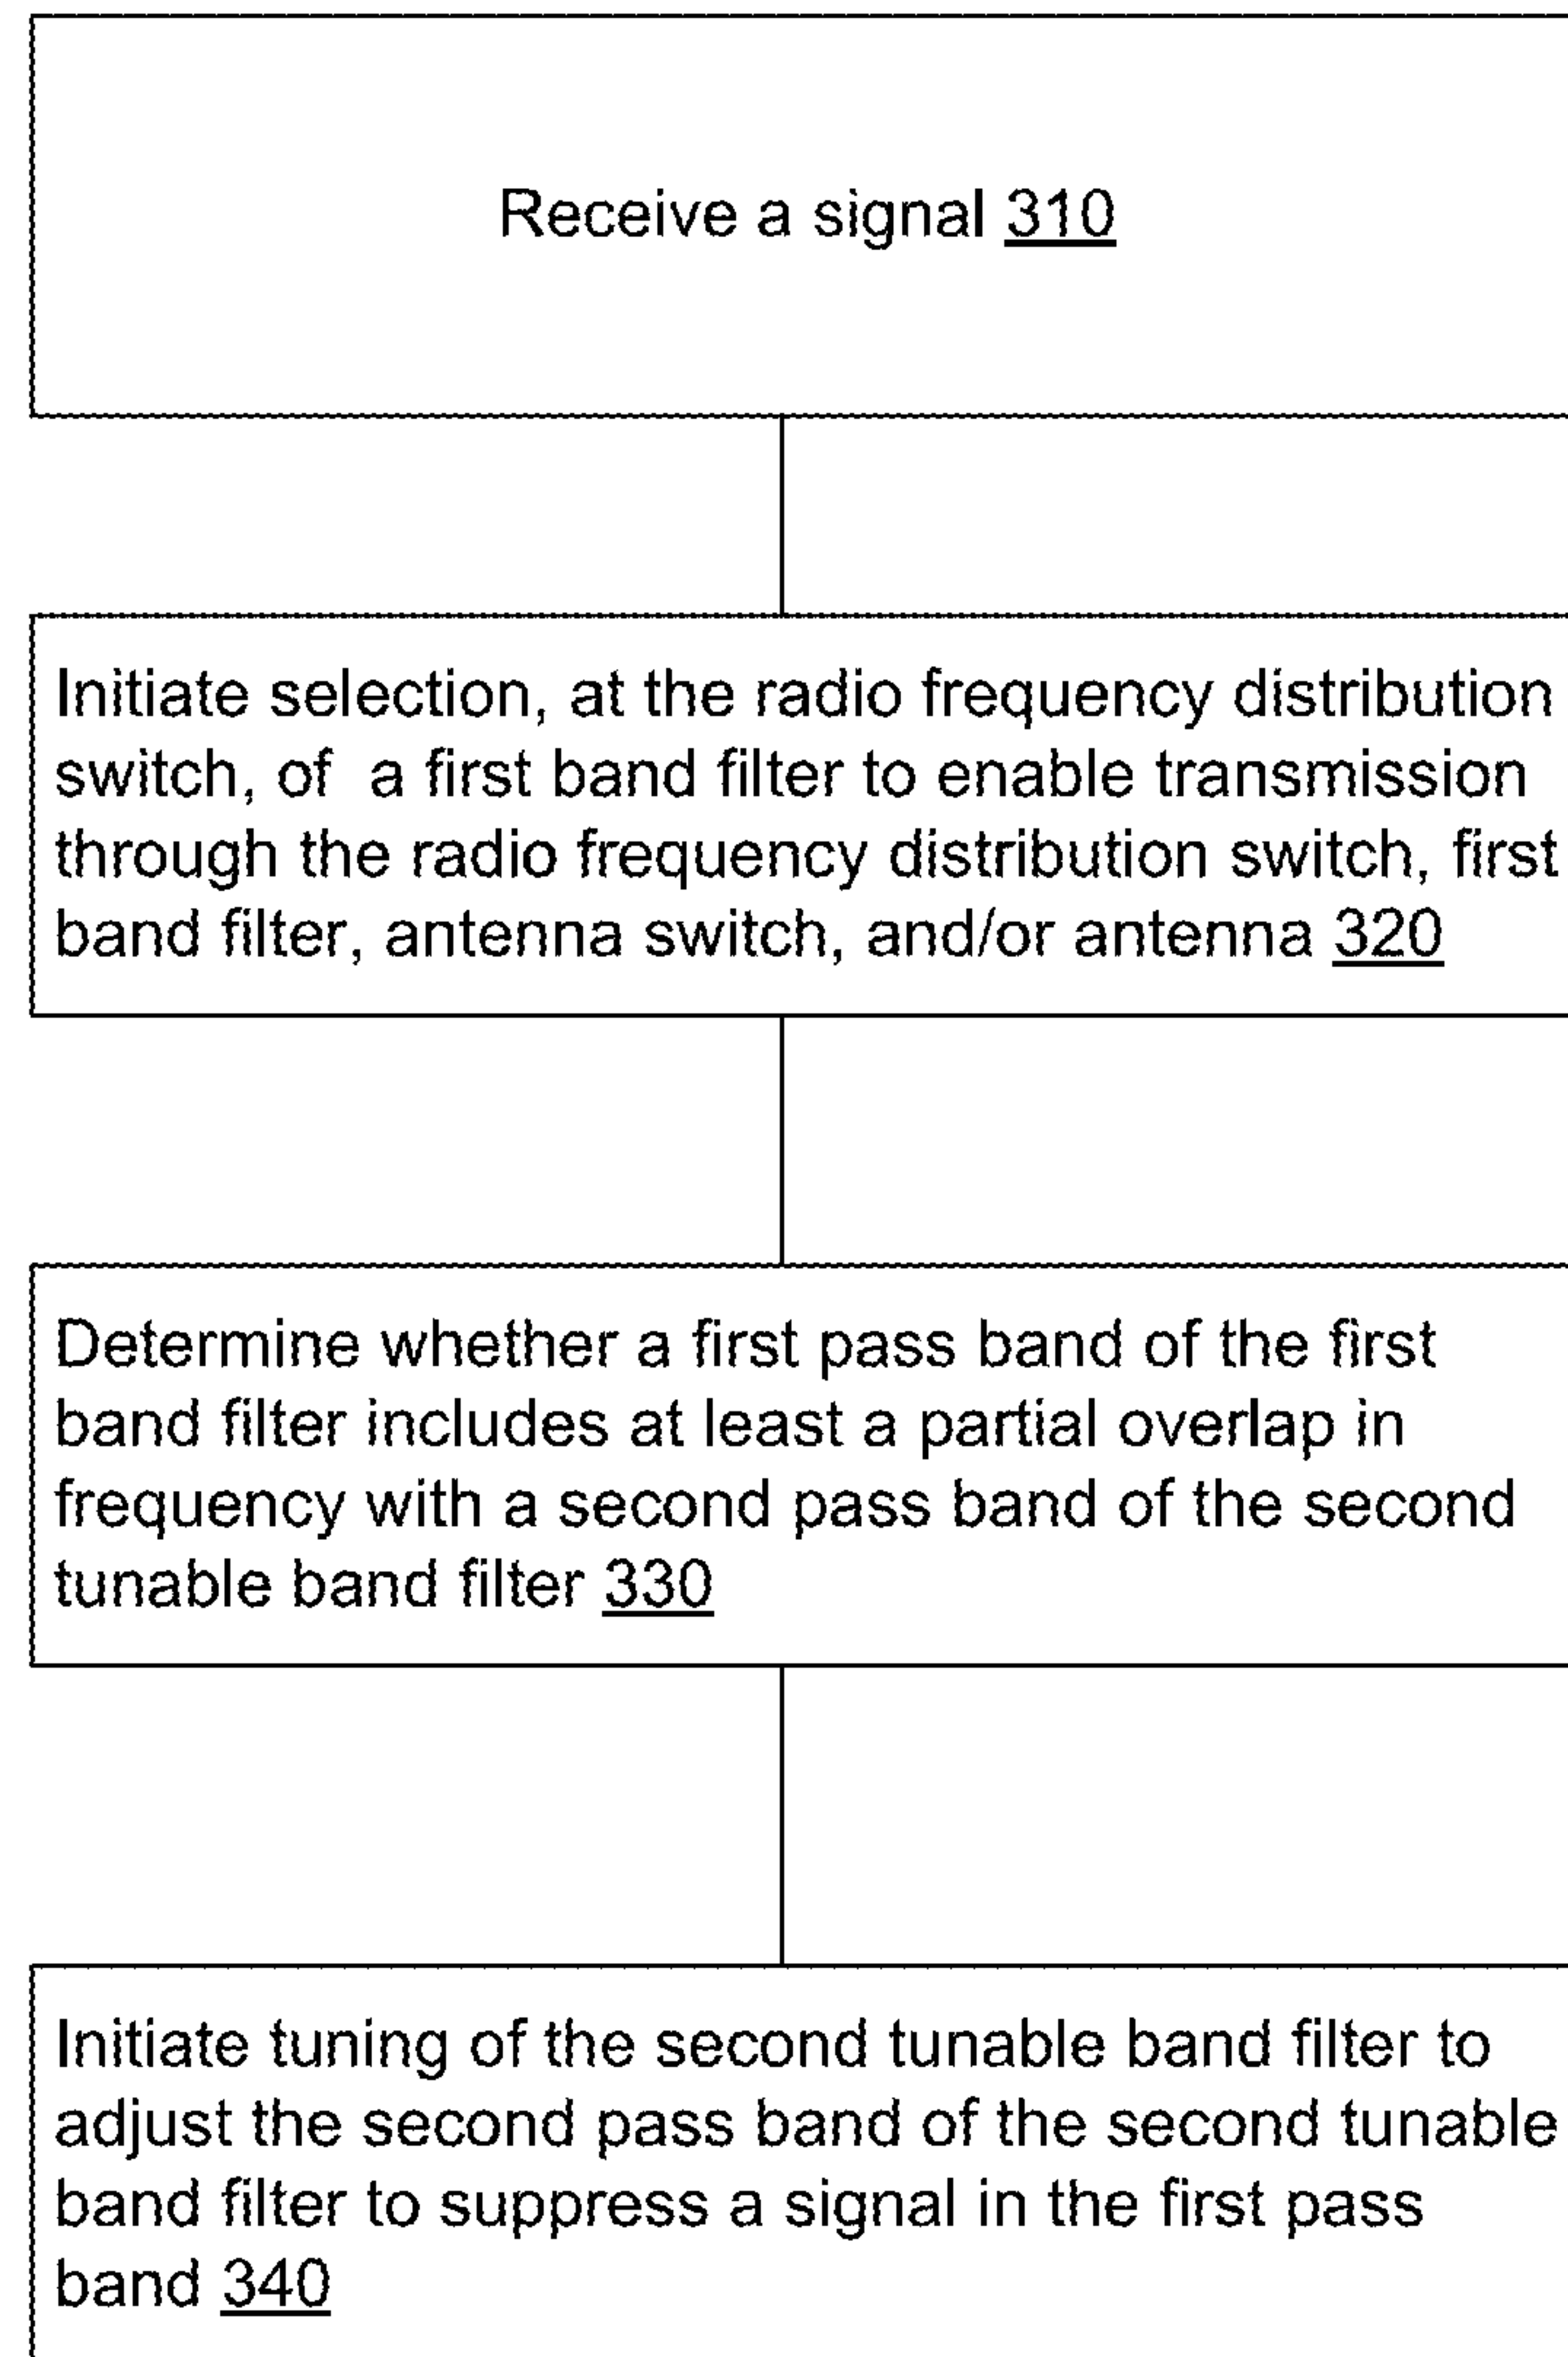 Receive a signal 310
Initiate selection, at the radio frequency distribution
switch, of a first band filter to enable transmission
through the radio frequency distribution switch, first
band filter, antenna switch, and/or antenna 320
Determine whether a first pass band of the first
band filter includes at least a partial overlap in
frequency with a second pass band of the second
tunable band filter 330
Initiate tuning of the second tunable band filter to
adjust the second pass band of the second tunable
band filter to suppress a signal in the first pass
band 340